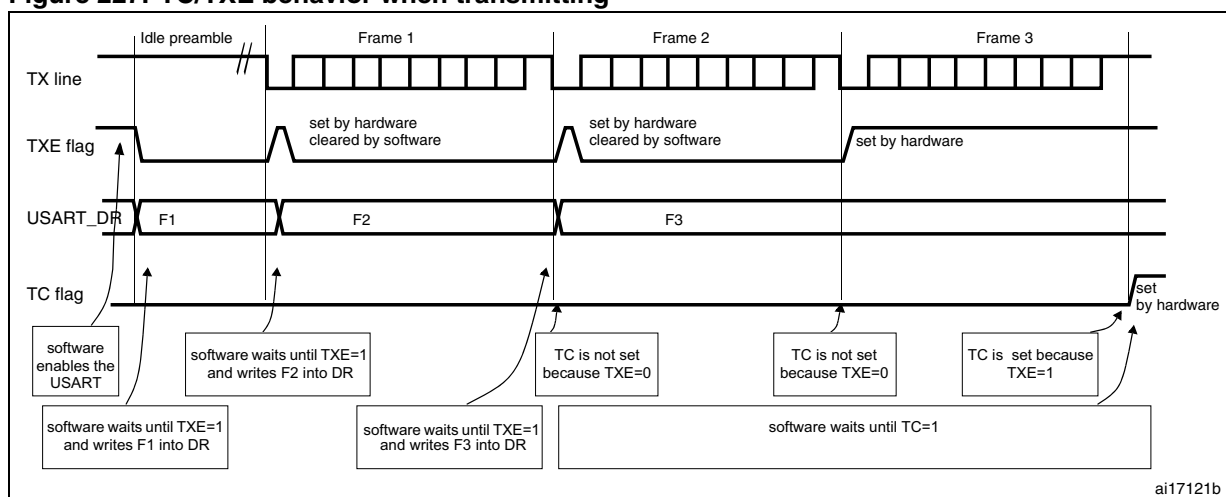 Figure 227. TC/TXE behavior when transmitting
Idle preamble
Frame 1
Frame 2
Frame 3
TX line
TXE flag
set by hardware
cleared by software
set by hardware
cleared by software
set by hardware
USART_DR
F1
F2
F3
TC flag
set
by hardware
software
enables the
USART
software waits until TXE=1
and writes F2 into DR
TC is not set
because TXE=0
TC is not set
because TXE=0
TC is set because
TXE=1
software waits until TXE=1
and writes F1 into DR
software waits until TXE=1
and writes F3 into DR
software waits until TC=1
ai17121b